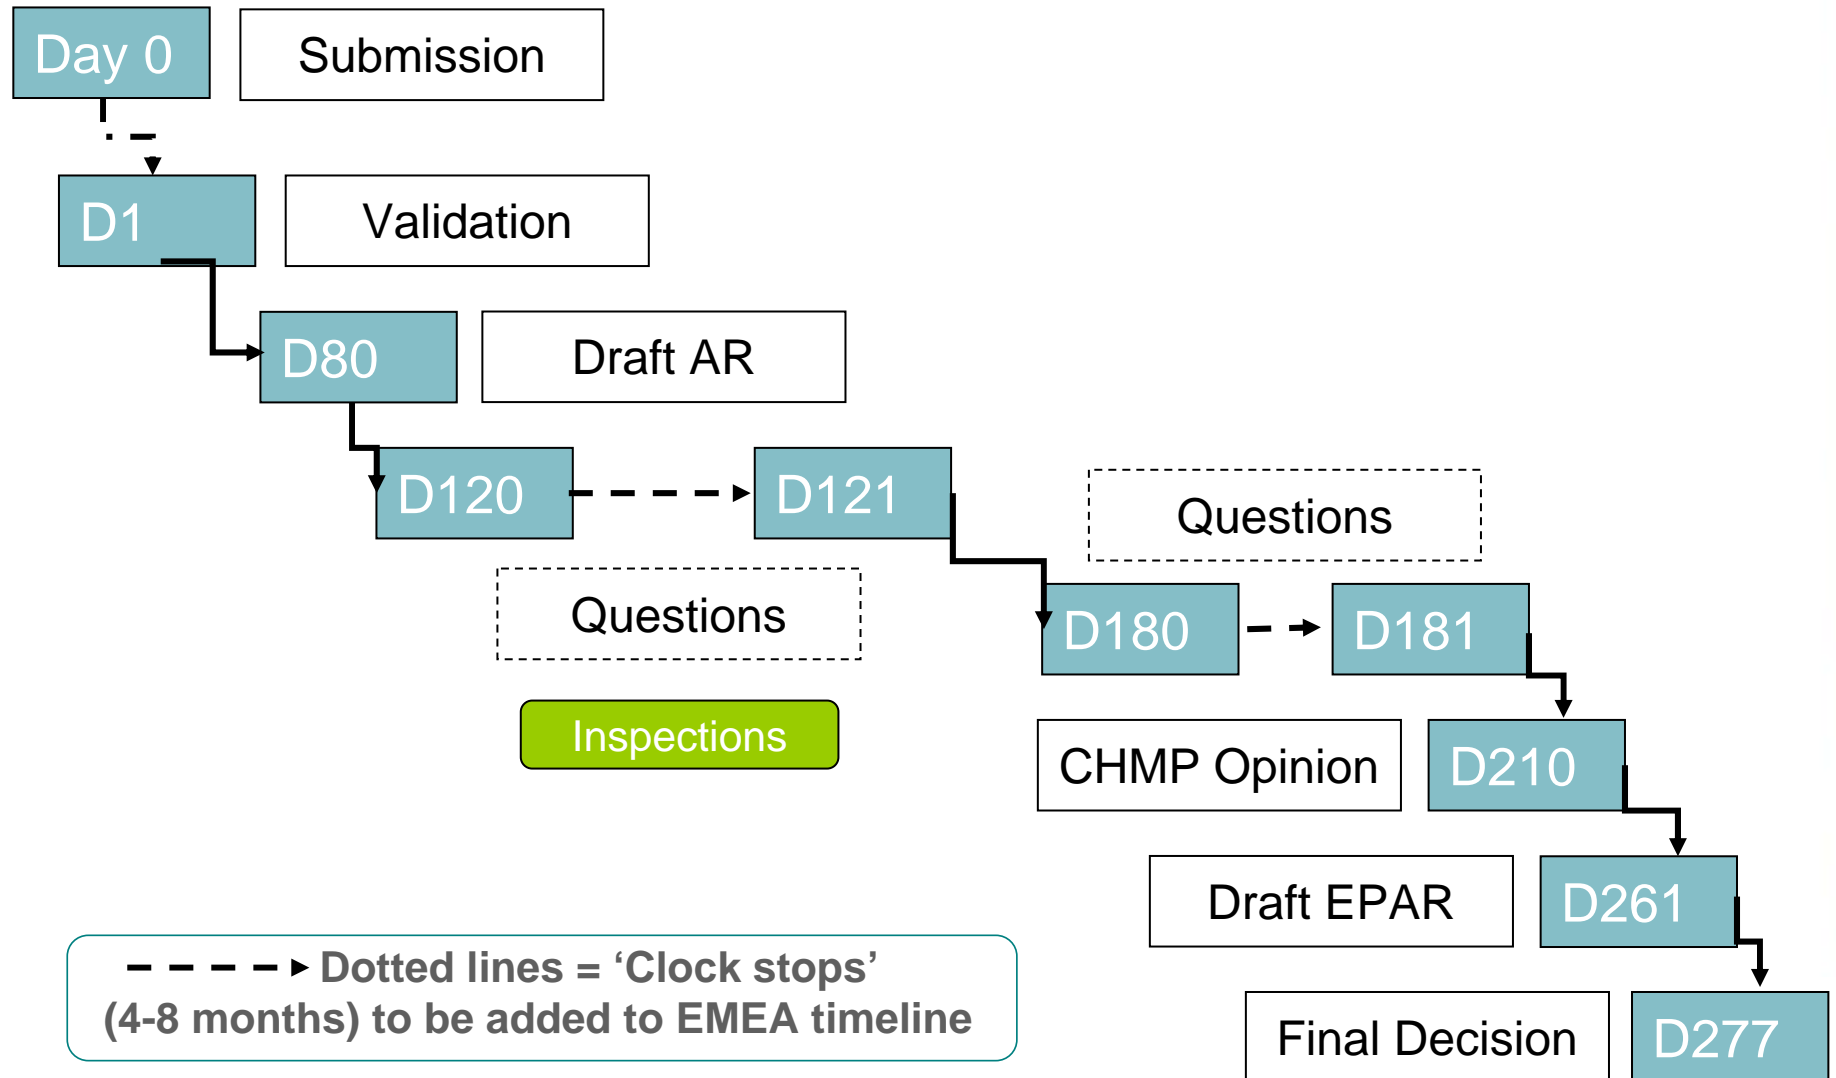 Day 0
Submission
D1
Validation
D80
Draft AR
D120
D121
Questions
Questions
D180
D181
Inspections
CHMP Opinion
D210
Draft EPAR
D261
Dotted lines = ‘Clock stops’
(4-8 months) to be added to EMEA timeline
Final Decision
D277